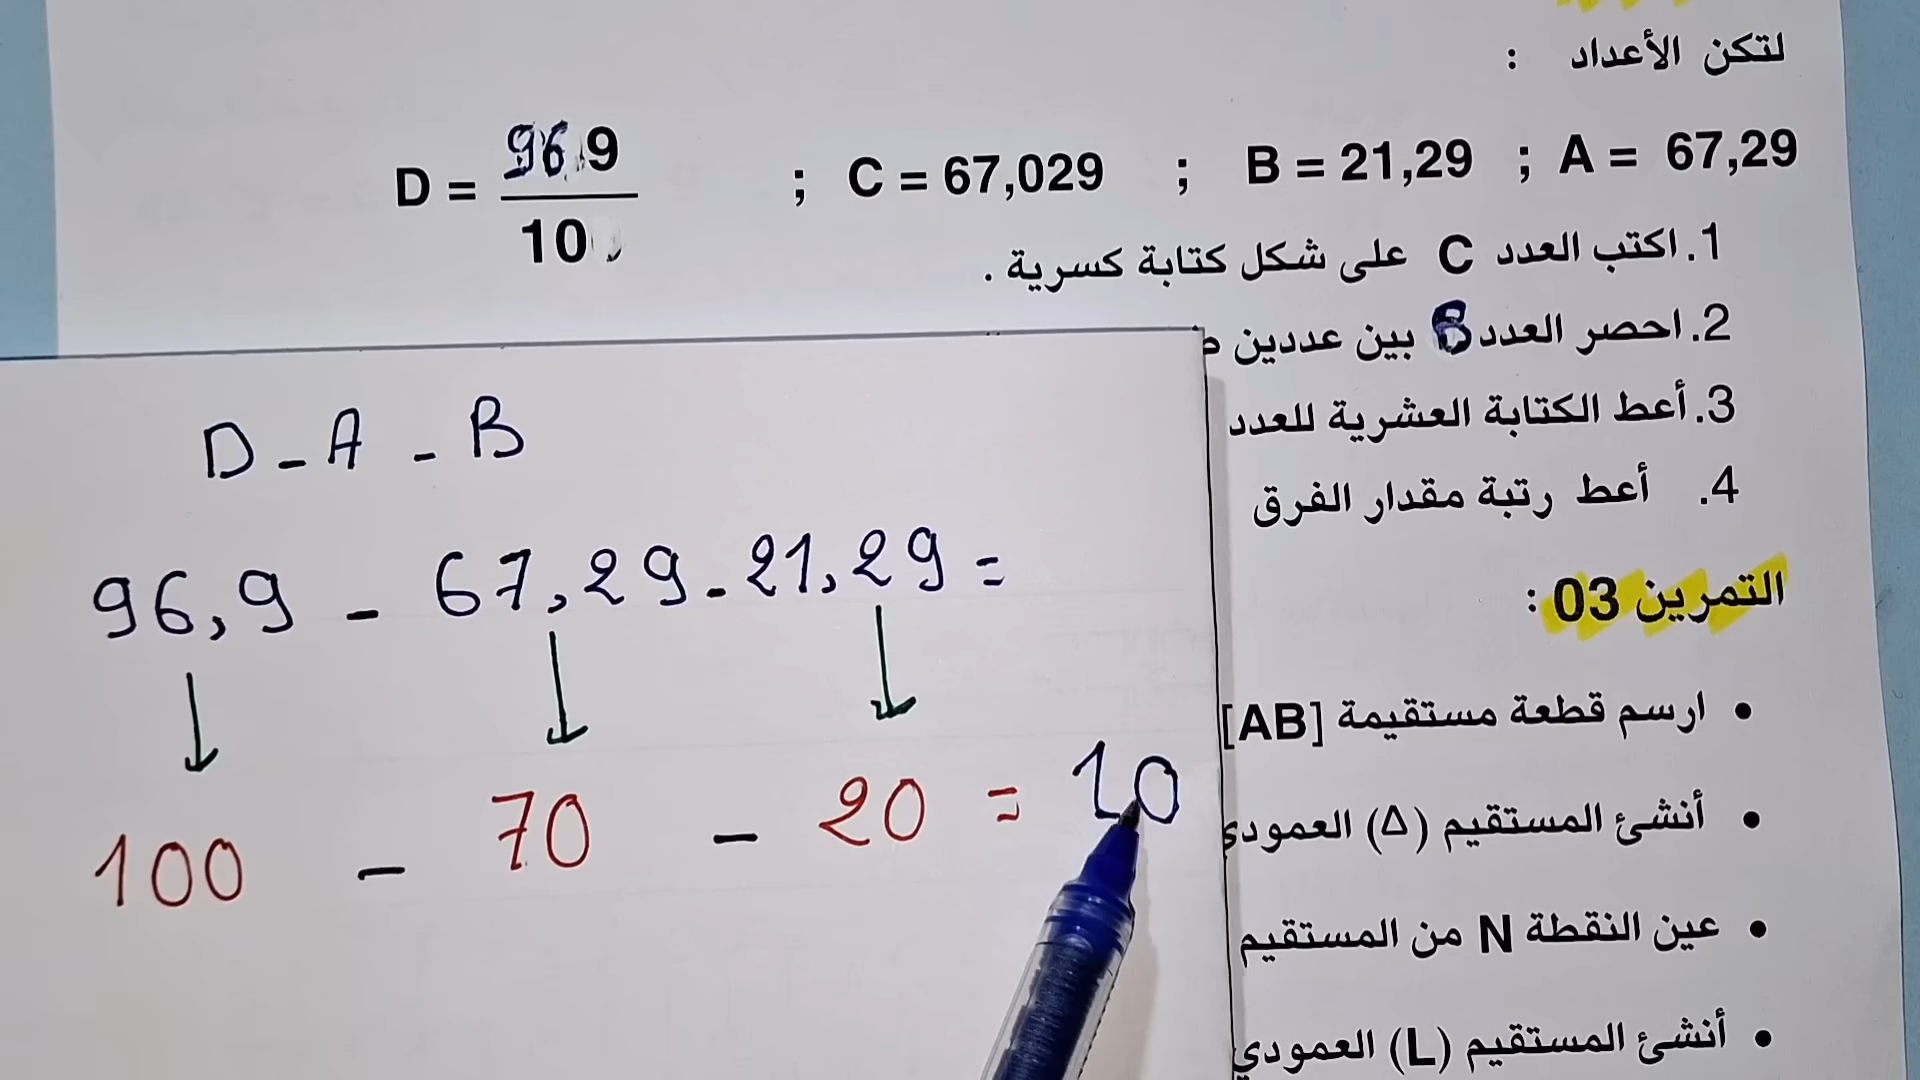 لتكن الأعداد :
A = 67,29 ; B = 21,29 ; C = 67,029 ; D = 969/10
1. اكتب العدد C على شكل كتابة كسرية .
2. احصر العدد B بين عددين
3. أعط الكتابة العشرية للعدد
4. أعط رتبة مقدار الفرق
التمرين 03 :
• ارسم قطعة مستقيمة [AB]
• أنشئ المستقيم (Δ) العمودي
• عين النقطة N من المستقيم
• أنشئ المستقيم (L) العمودي
D - A - B
96,9 - 67,29 - 21,29 =
100 - 70 - 20 = 10